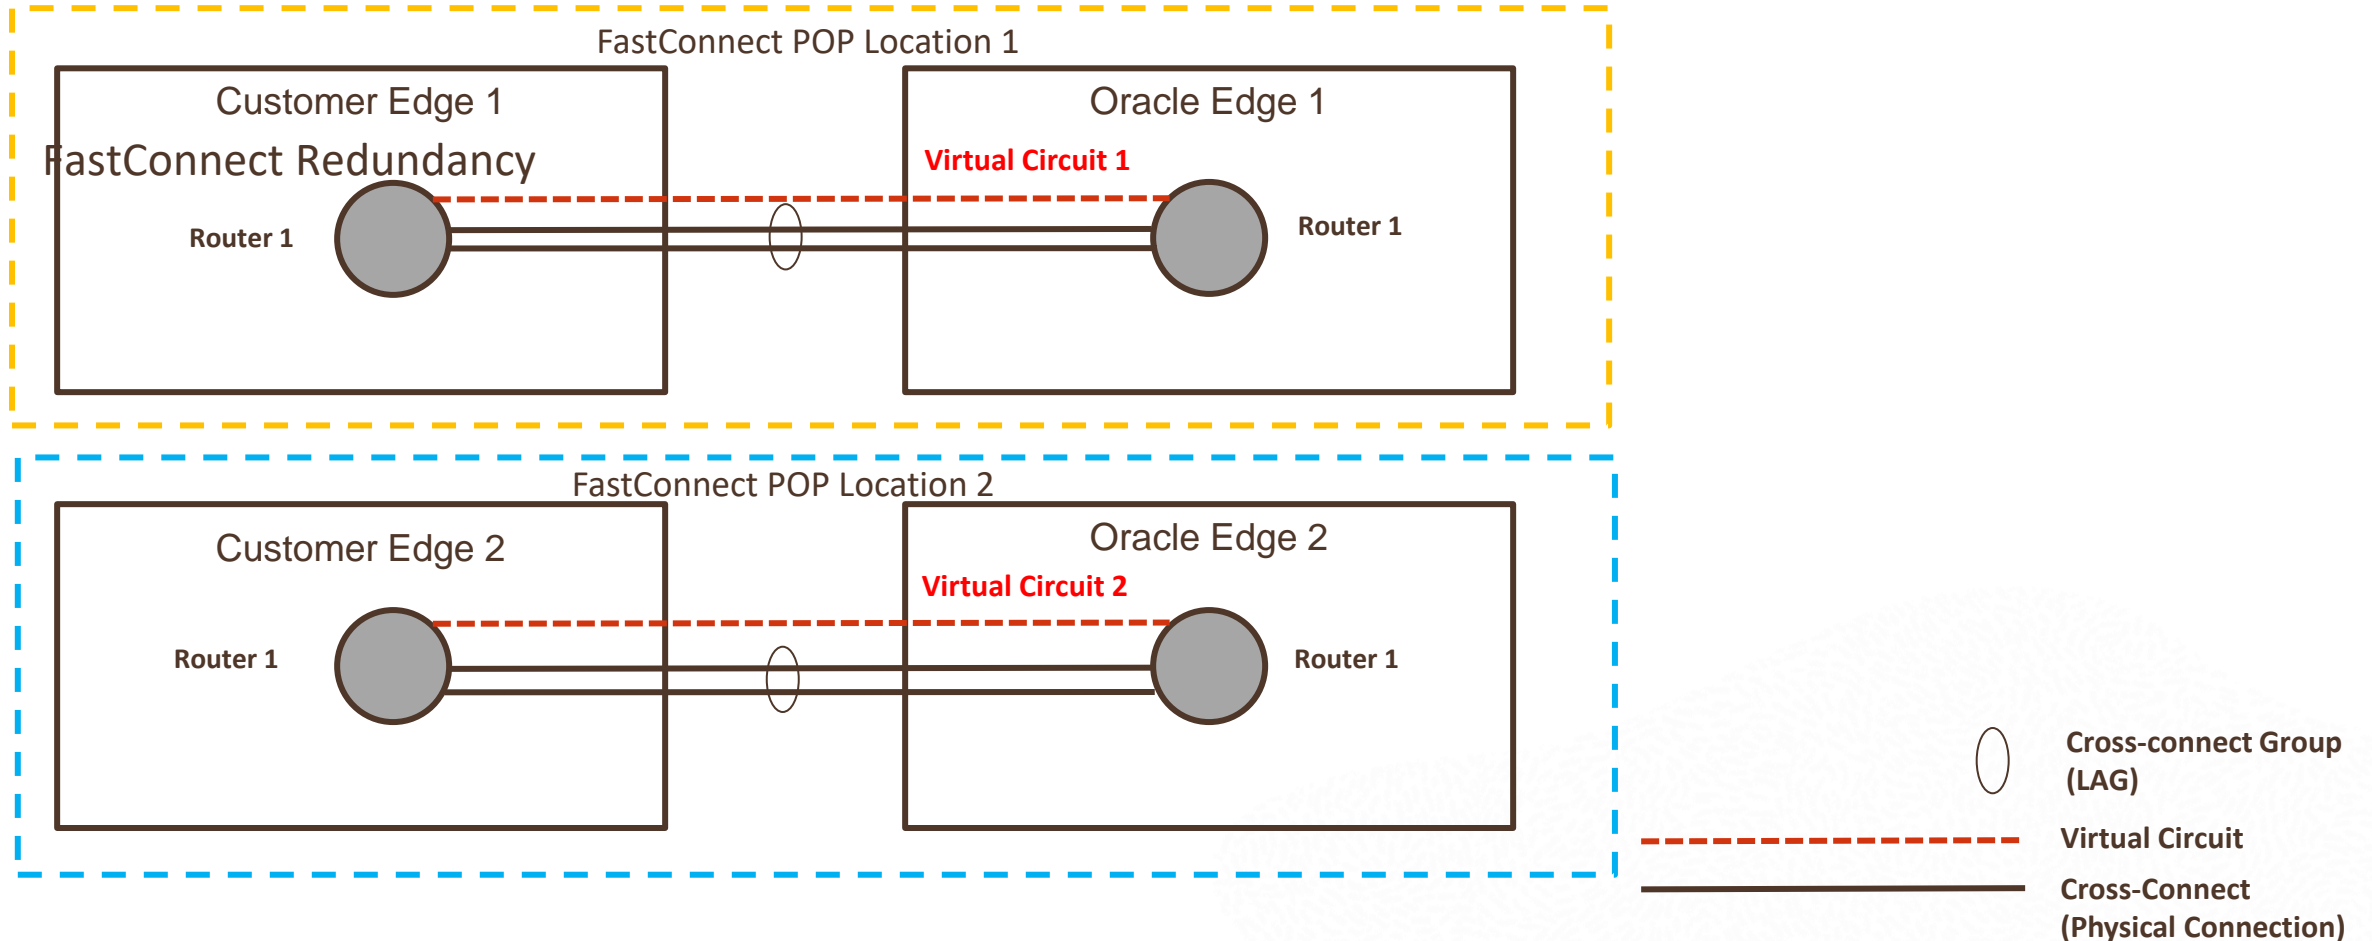 FastConnect POP Location 1
Customer Edge 1
Oracle Edge 1
FastConnect Redundancy
Virtual Circuit 1
Router 1
Router 1
FastConnect POP Location 2
Customer Edge 2
Oracle Edge 2
Virtual Circuit 2
Router 1
Router 1
Cross-connect Group
(LAG)
Virtual Circuit
Cross-Connect
(Physical Connection)